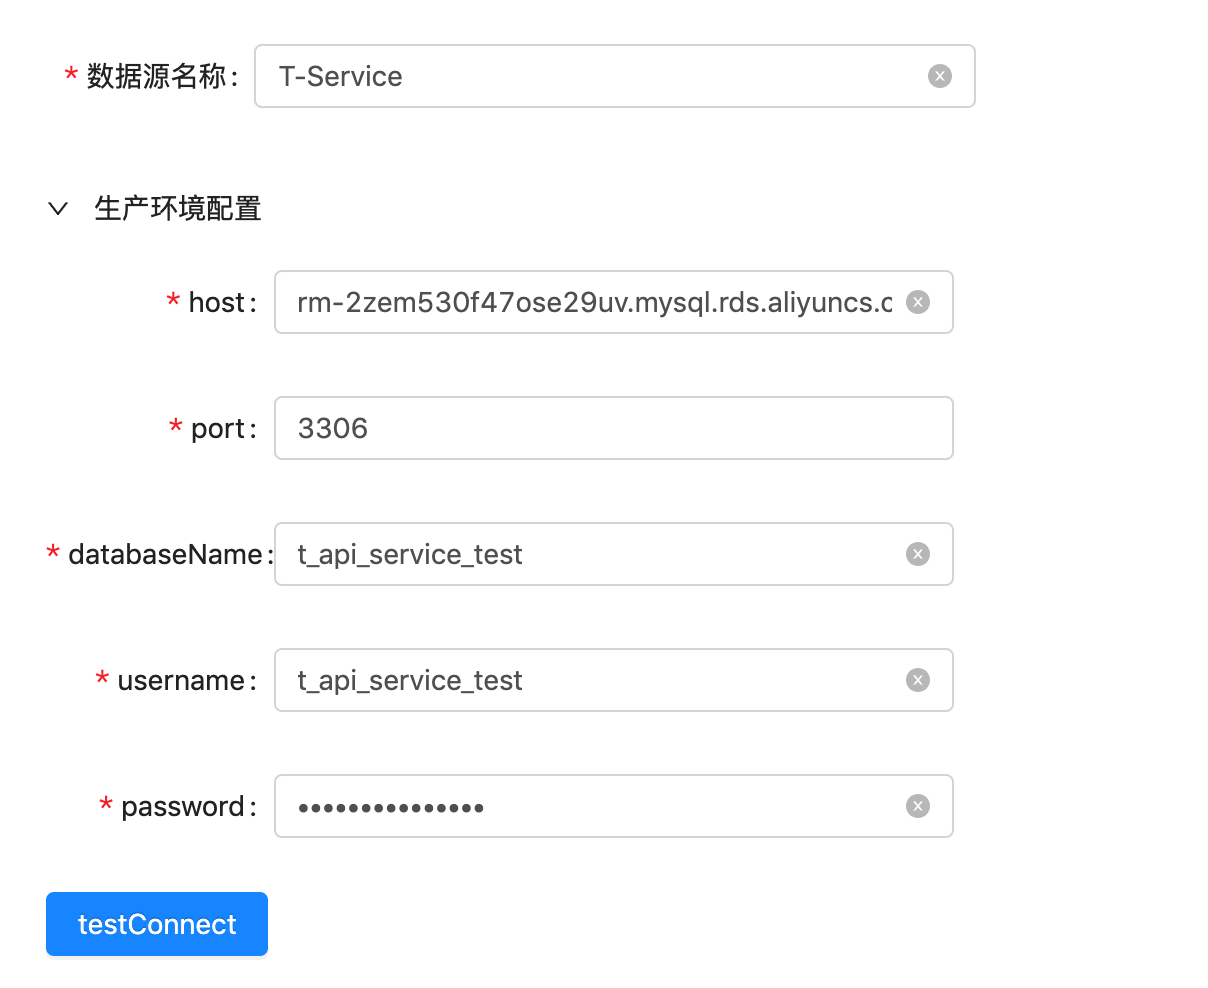 * 数据源名称: T-Service
生产环境配置
* host: rm-2zem530f47ose29uv.mysql.rds.aliyuncs.c
* port: 3306
* databaseName: t_api_service_test
* username: t_api_service_test
* password: •••••••••••••••
testConnect